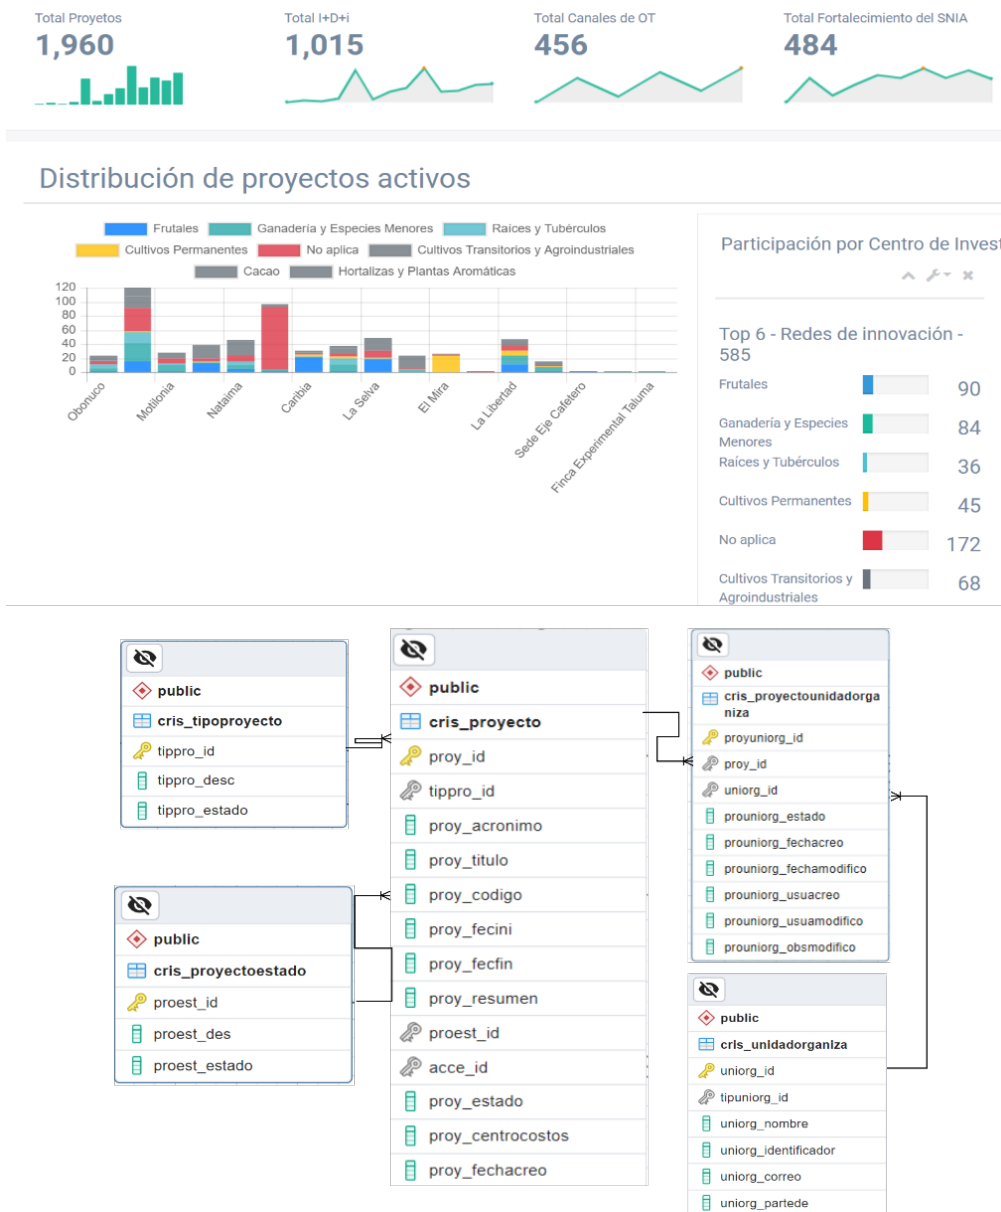 Total Proyetos
1,960
Total I+D+i
1,015
Total Canales de OT
456
Total Fortalecimiento del SNIA
484
Distribución de proyectos activos
Frutales
Ganadería y Especies Menores
Raíces y Tubérculos
Cultivos Permanentes
No aplica
Cultivos Transitorios y Agroindustriales
Cacao
Hortalizas y Plantas Aromáticas
120
100
80
60
40
20
0
Obonuco
Motilonia
Nataima
Caribia
La Selva
El Mira
La Libertad
Sede Eje Cafetero
Finca Experimental Taluma
Participación por Centro de Invest
Top 6 - Redes de innovación -
585
Frutales
90
Ganadería y Especies
Menores
84
Raíces y Tubérculos
36
Cultivos Permanentes
45
No aplica
172
Cultivos Transitorios y
Agroindustriales
68
public
cris_tipoproyecto
tippro_id
tippro_desc
tippro_estado
public
cris_proyectoestado
proest_id
proest_des
proest_estado
public
cris_proyecto
proy_id
tippro_id
proy_acronimo
proy_titulo
proy_codigo
proy_fecini
proy_fecfin
proy_resumen
proest_id
acce_id
proy_estado
proy_centrocostos
proy_fechacreo
public
cris_proyectounidadorga
niza
proyuniorg_id
proy_id
uniorg_id
prouniorg_estado
prouniorg_fechacreo
prouniorg_fechamodifico
prouniorg_usuacreo
prouniorg_usuamodifico
prouniorg_obsmodifico
public
cris_unidadorganiza
uniorg_id
tipuniorg_id
uniorg_nombre
uniorg_identificador
uniorg_correo
uniorg_partede